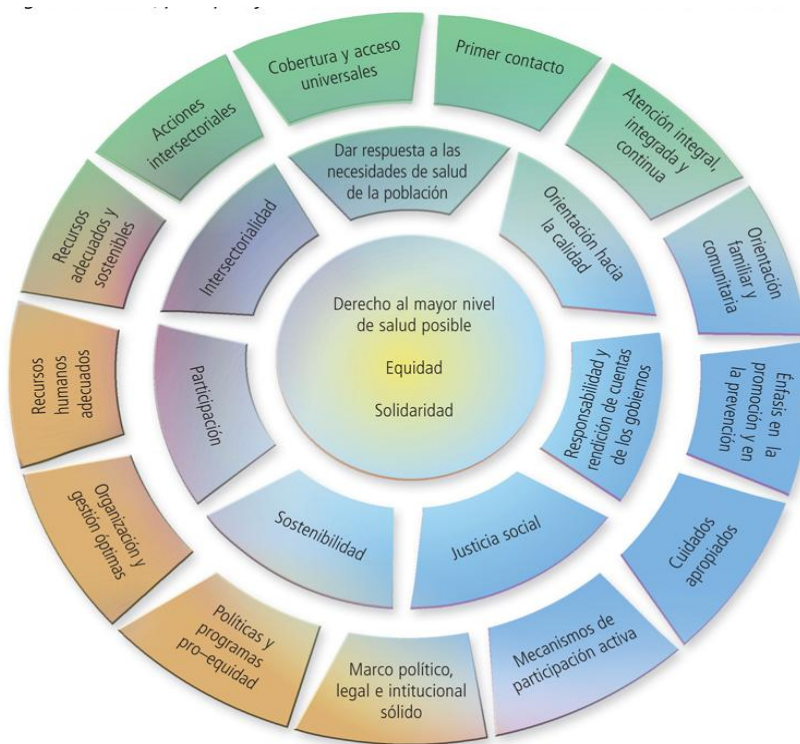 Cobertura y acceso
universales
Primer contacto
Atención integral,
integrada y
continua
Orientación
familiar y
comunitaria
Énfasis en la
promoción y en
la prevención
Cuidados
apropiados
Mecanismos de
participación activa
Marco político,
legal e intitucional
sólido
Políticas y
programas
pro–equidad
Organización y
gestión óptimas
Recursos
humanos
adecuados
Recursos
adecuados y
sostenibles
Acciones
intersectoriales
Dar respuesta a las
necesidades de salud
de la población
Orientación hacia
la calidad
Responsabilidad y
rendición de cuentas
de los gobiernos
Justicia social
Sostenibilidad
Participación
Intersectorialidad
Derecho al mayor nivel
de salud posible
Equidad
Solidaridad